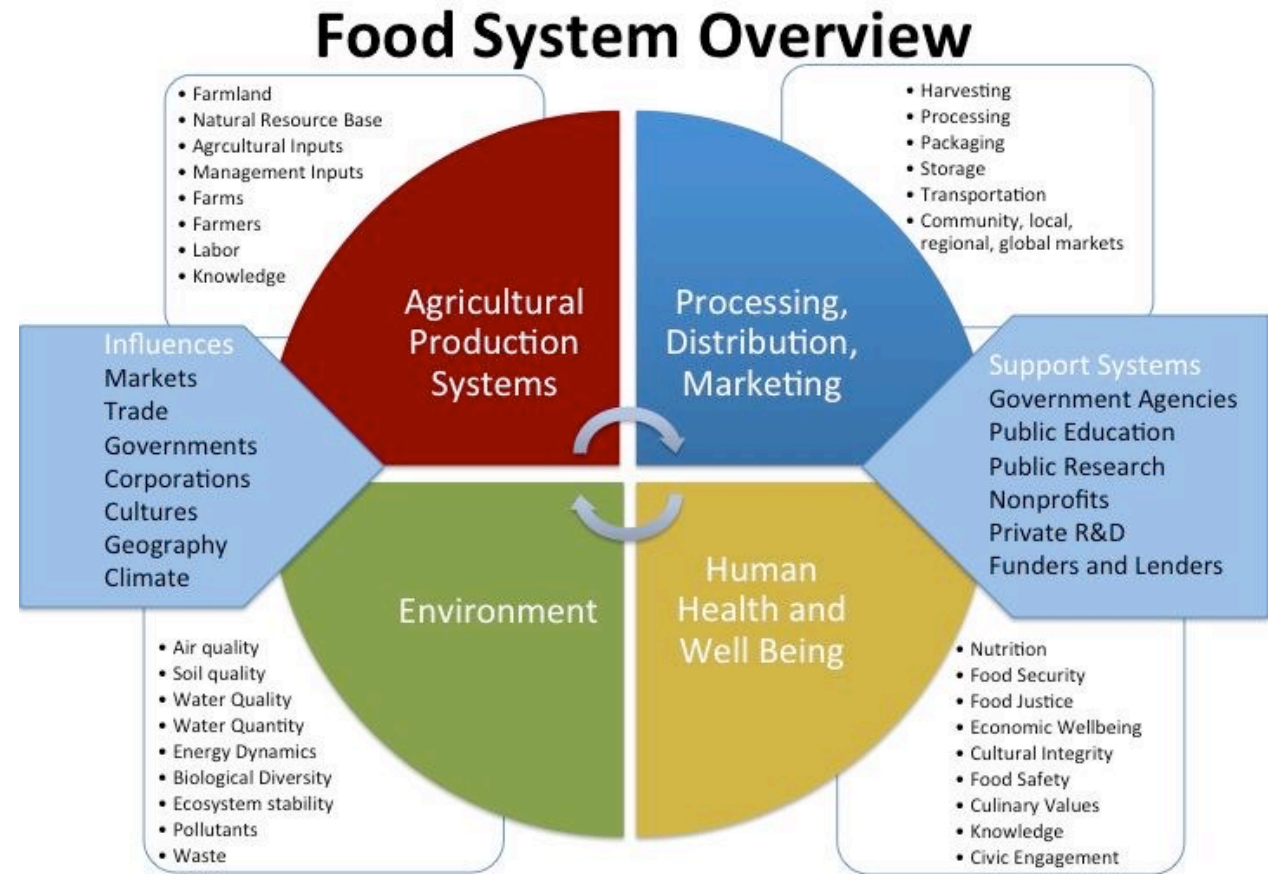 Food System Overview
• Farmland
• Natural Resource Base
• Agrcultural Inputs
• Management Inputs
• Farms
• Farmers
• Labor
• Knowledge
• Harvesting
• Processing
• Packaging
• Storage
• Transportation
• Community, local,
regional, global markets
Agricultural
Production
Systems
Processing,
Distribution,
Marketing
Influences
Markets
Trade
Governments
Corporations
Cultures
Geography
Climate
Support Systems
Government Agencies
Public Education
Public Research
Nonprofits
Private R&D
Funders and Lenders
Environment
Human
Health and
Well Being
• Air quality
• Soil quality
• Water Quality
• Water Quantity
• Energy Dynamics
• Biological Diversity
• Ecosystem stability
• Pollutants
• Waste
• Nutrition
• Food Security
• Food Justice
• Economic Wellbeing
• Cultural Integrity
• Food Safety
• Culinary Values
• Knowledge
• Civic Engagement